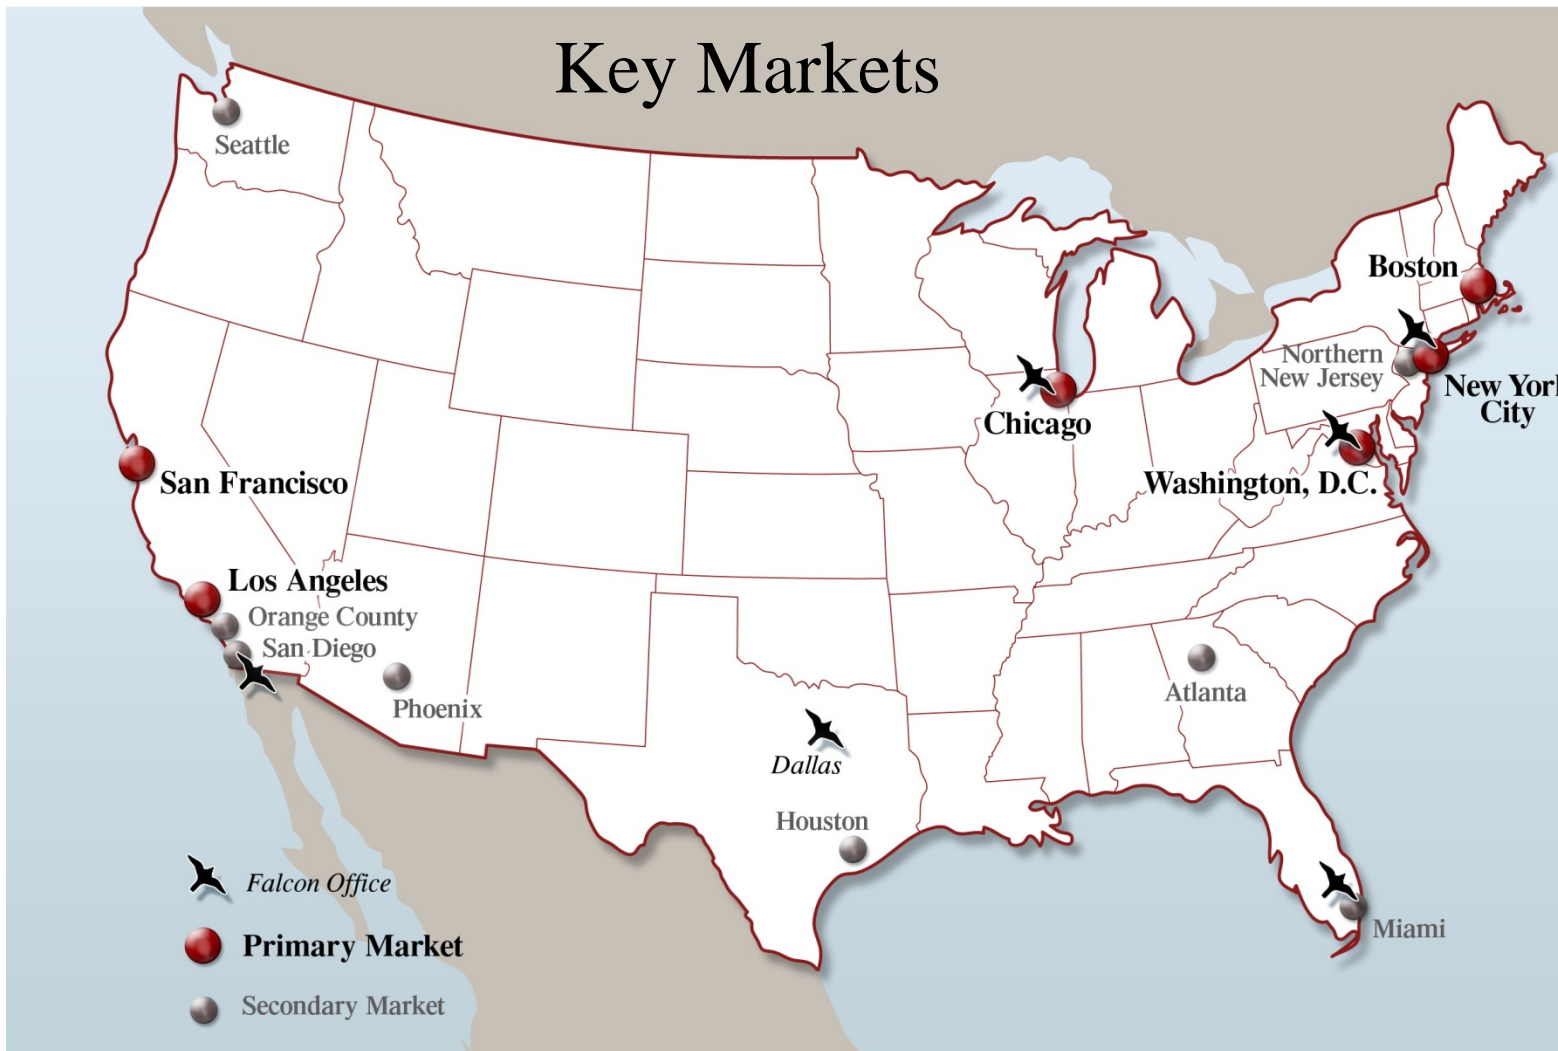 Key Markets
Seattle
Boston
Northern
New Jersey
New York
City
Chicago
Washington, D.C.
San Francisco
Los Angeles
Orange County
San Diego
Phoenix
Atlanta
Dallas
Houston
Miami
Falcon Office
Primary Market
Secondary Market